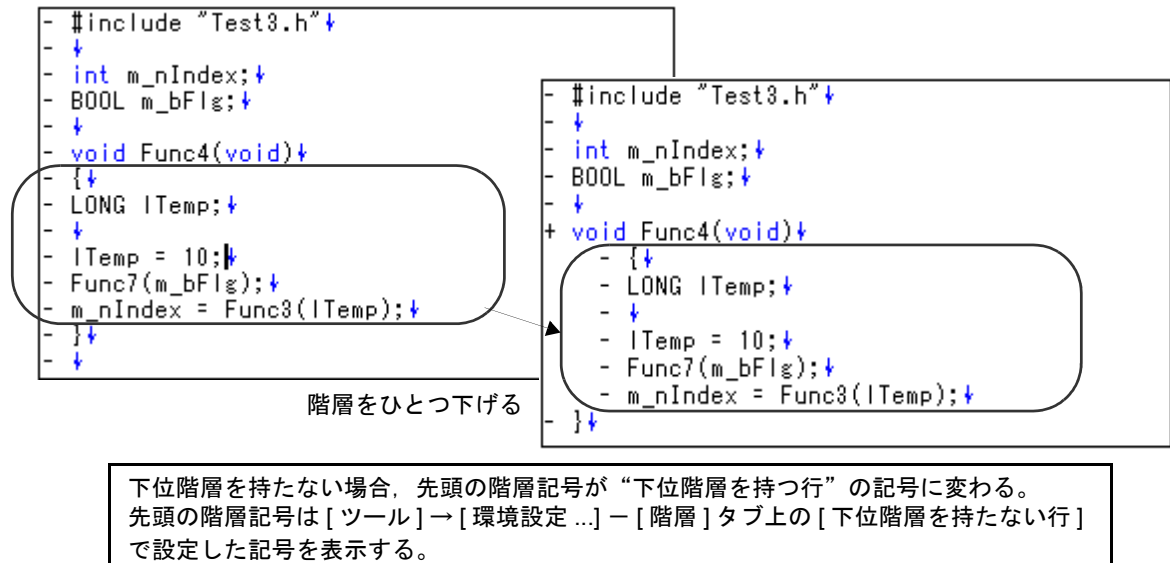 - #include "Test3.h"↓
- ↓
- int m_nIndex;↓
- BOOL m_bFlg;↓
- ↓
- void Func4(void)↓
- {↓
- LONG lTemp;↓
- ↓
- lTemp = 10;↓
- Func7(m_bFlg);↓
- m_nIndex = Func3(lTemp);↓
- }↓
- ↓
階層をひとつ下げる
- #include "Test3.h"↓
- ↓
- int m_nIndex;↓
- BOOL m_bFlg;↓
- ↓
+ void Func4(void)↓
- {↓
- LONG lTemp;↓
- ↓
- lTemp = 10;↓
- Func7(m_bFlg);↓
- m_nIndex = Func3(lTemp);↓
- }↓
下位階層を持たない場合，先頭の階層記号が“下位階層を持つ行”の記号に変わる。
先頭の階層記号は [ ツール ] → [ 環境設定 ...] － [ 階層 ] タブ上の [ 下位階層を持たない行 ]
で設定した記号を表示する。